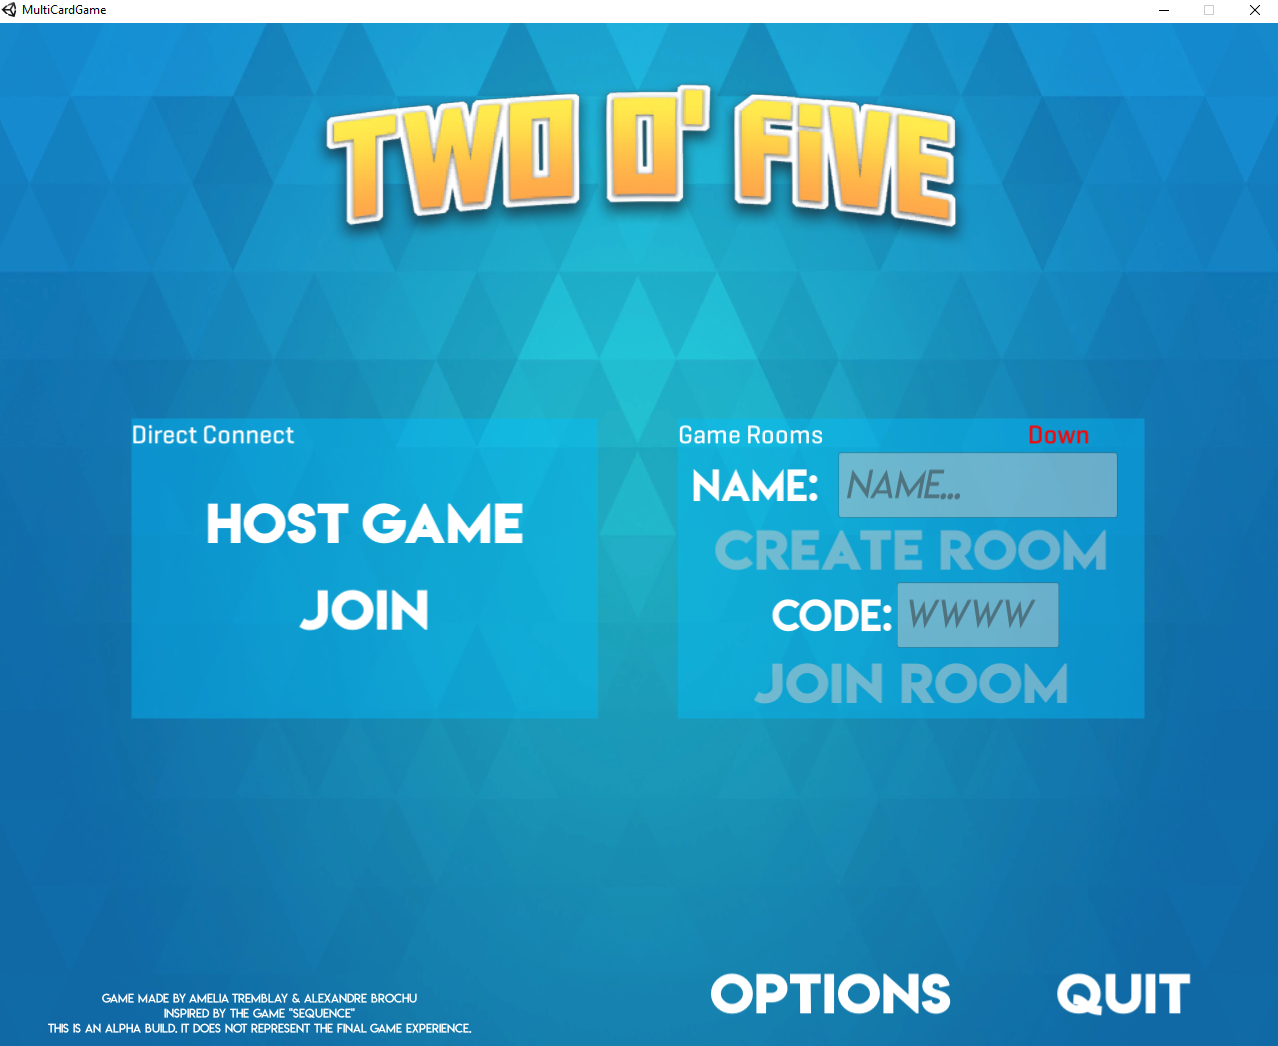 MultiCardGame
TWO O' FiVE
Direct Connect
HOST GAME
JOIN
Game Rooms Down
NAME: NAME...
CREATE ROOM
CODE: WWWW
JOIN ROOM
OPTIONS QUIT
GAME MADE BY AMELIA TREMBLAY & ALEXANDRE BROCHU
INSPIRED BY THE GAME "SEQUENCE"
THIS IS AN ALPHA BUILD. IT DOES NOT REPRESENT THE FINAL GAME EXPERIENCE.